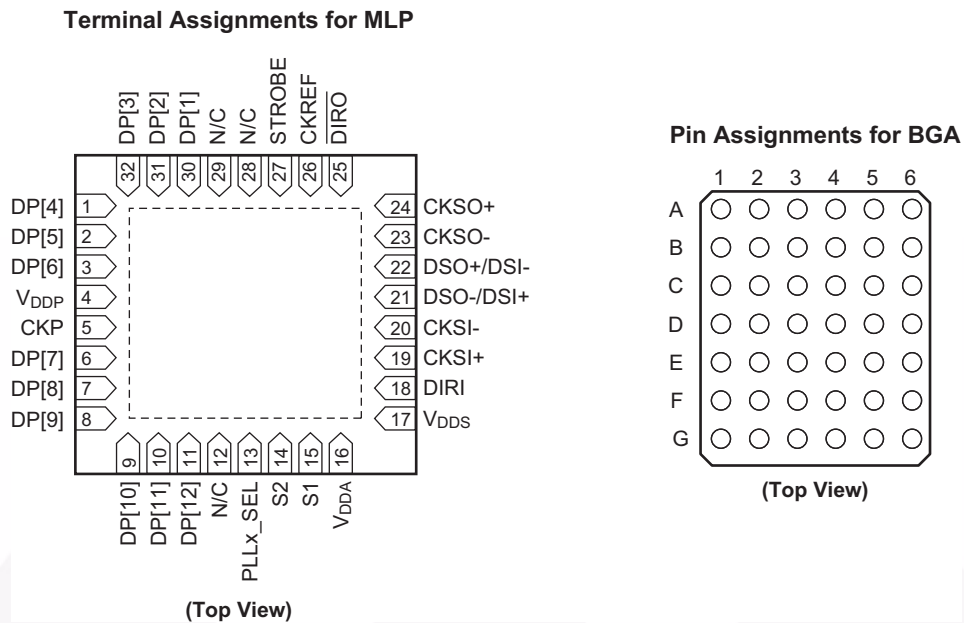 Terminal Assignments for MLP
DP[3]
DP[2]
DP[1]
N/C
N/C
STROBE
CKREF
DIRO
32
31
30
29
28
27
26
25
DP[4] 1
DP[5] 2
DP[6] 3
VDDP 4
CKP 5
DP[7] 6
DP[8] 7
DP[9] 8
24 CKSO+
23 CKSO-
22 DSO+/DSI-
21 DSO-/DSI+
20 CKSI-
19 CKSI+
18 DIRI
17 VDDS
9
10
11
12
13
14
15
16
DP[10]
DP[11]
DP[12]
N/C
PLLx_SEL
S2
S1
VDDA
(Top View)
Pin Assignments for BGA
1 2 3 4 5 6
A
B
C
D
E
F
G
(Top View)